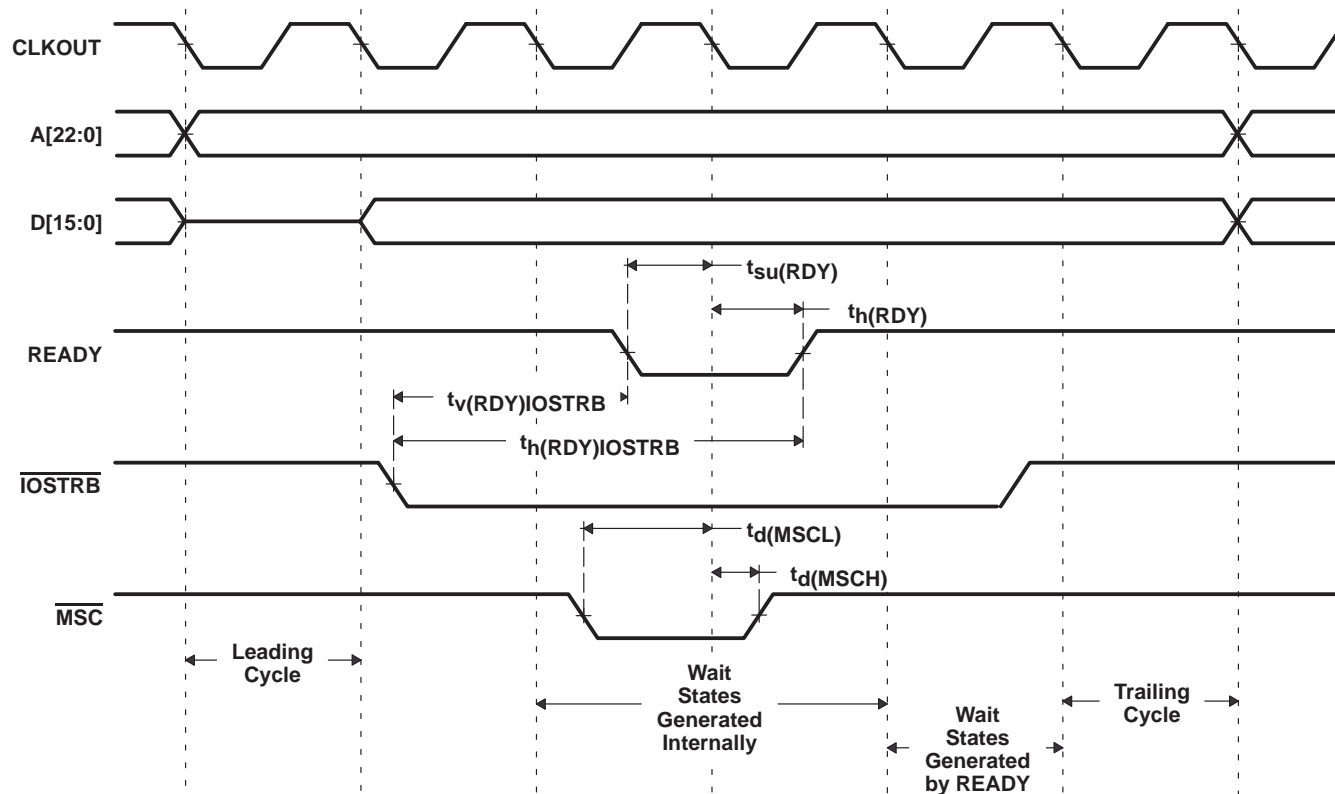 CLKOUT
A[22:0]
D[15:0]
tsu(RDY)
th(RDY)
READY
tv(RDY)IOSTRB
th(RDY)IOSTRB
IOSTRB
td(MSCL)
td(MSCH)
MSC
Leading
Cycle
Wait
States
Generated
Internally
Wait
States
Generated
by READY
Trailing
Cycle